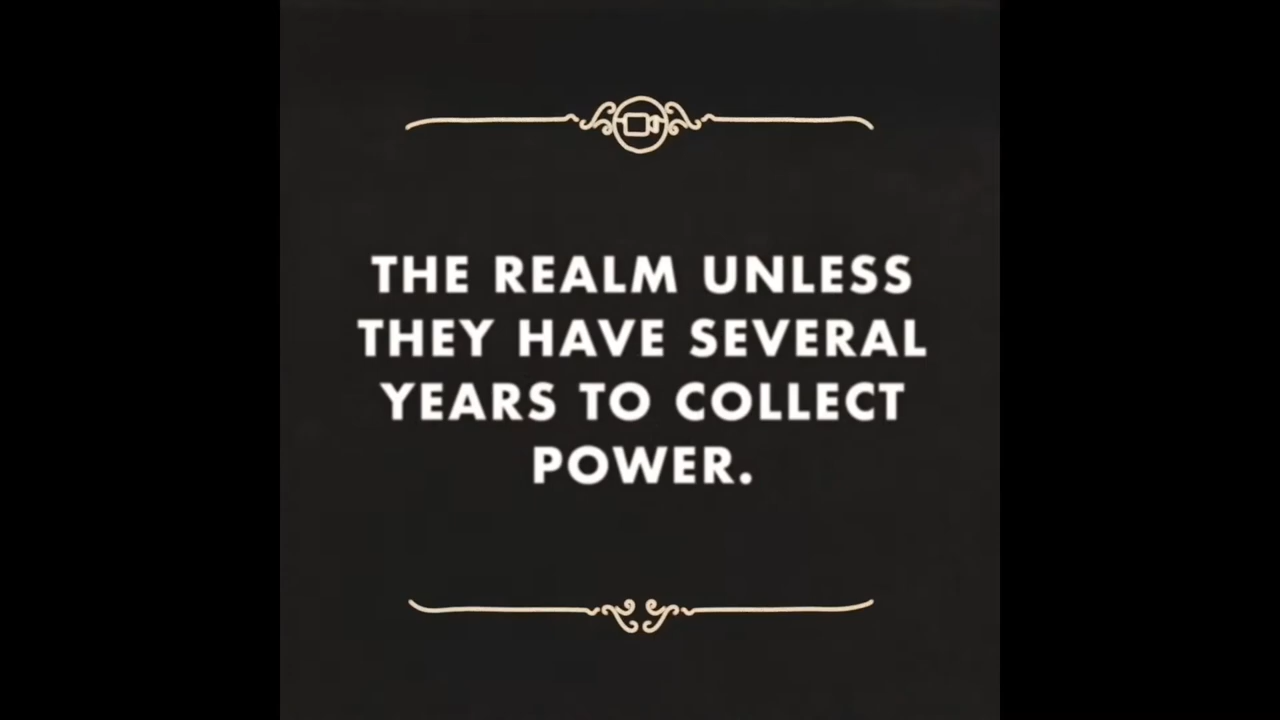 THE REALM UNLESS
THEY HAVE SEVERAL
YEARS TO COLLECT
POWER.